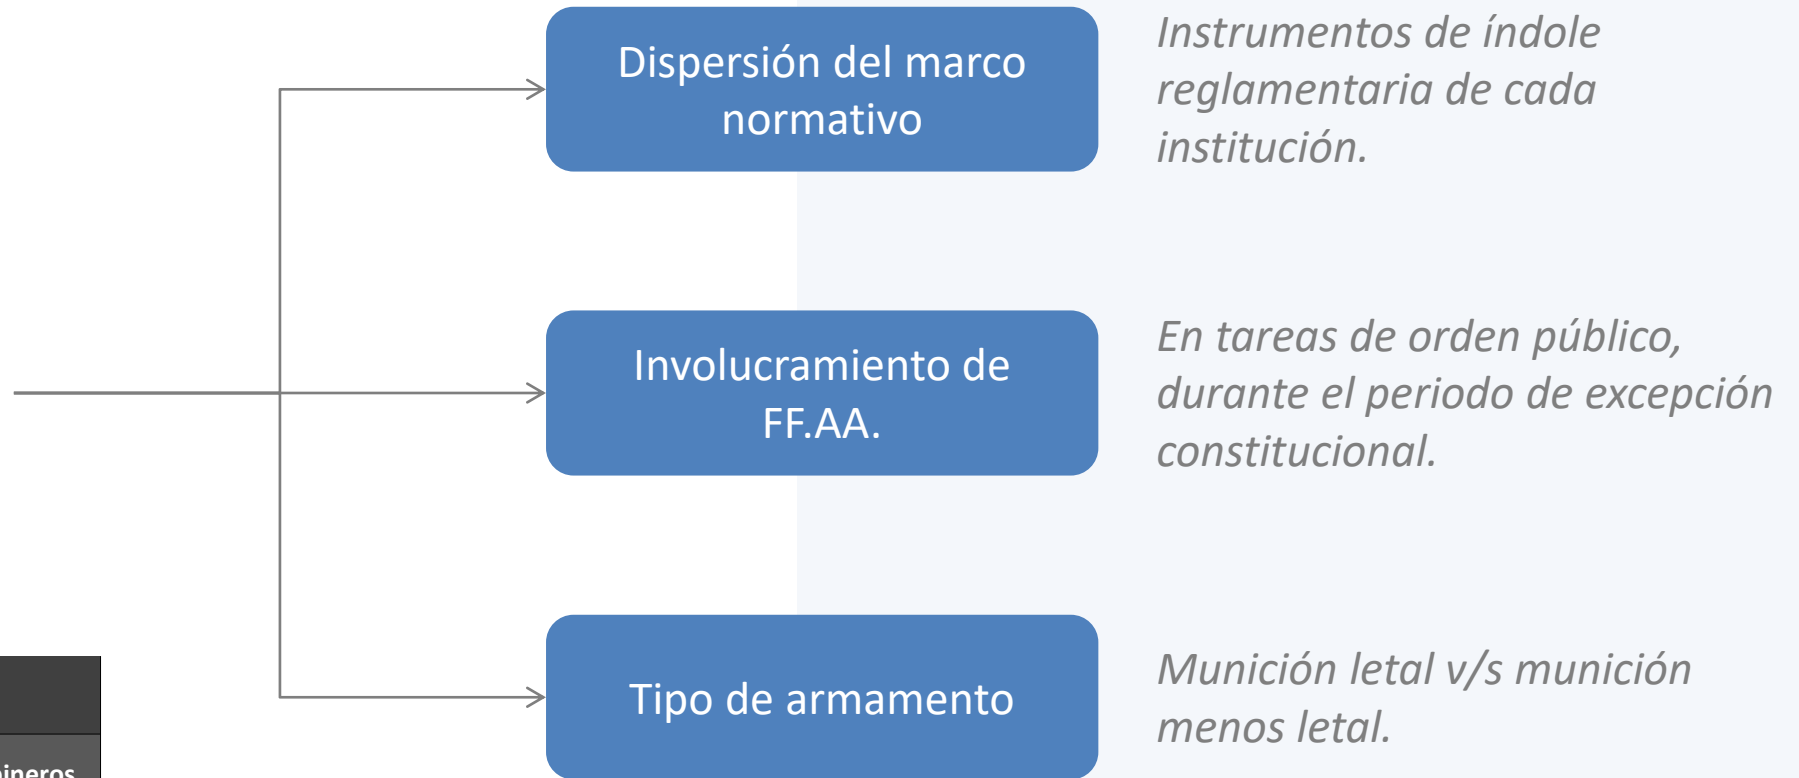 Dispersión del marco
normativo
Instrumentos de índole
reglamentaria de cada
institución.
Involucramiento de
FF.AA.
En tareas de orden público,
durante el periodo de excepción
constitucional.
Tipo de armamento
Munición letal v/s munición
menos letal.